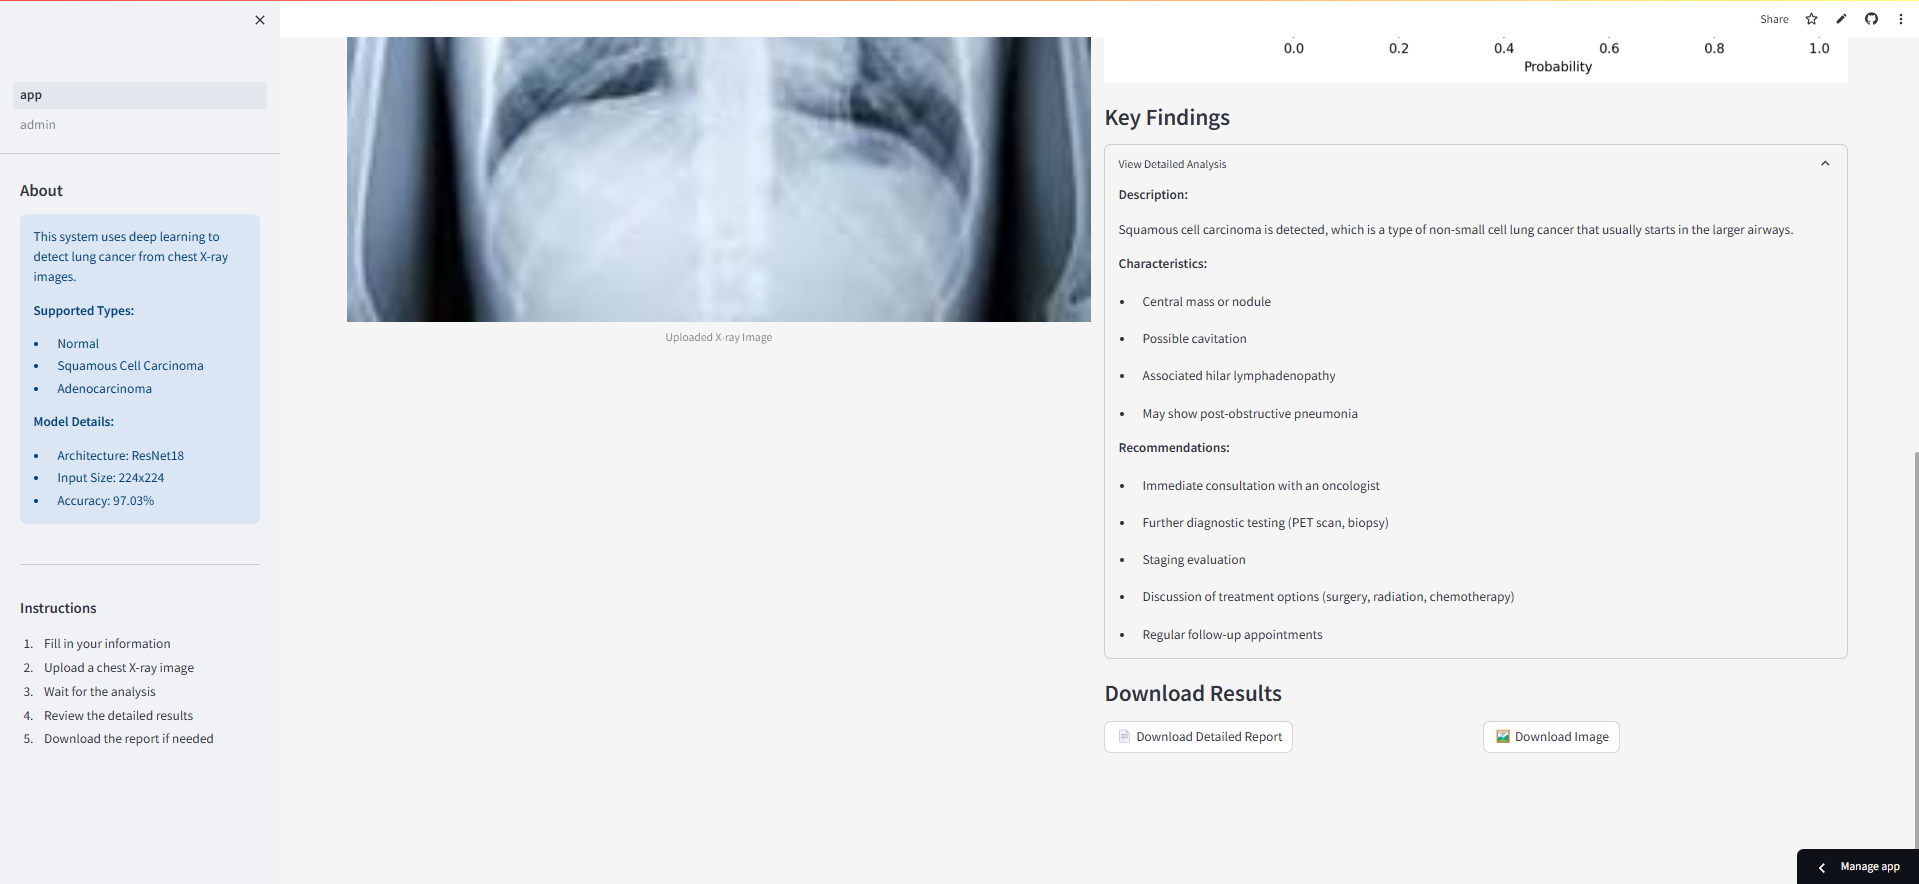 app
admin
About
This system uses deep learning to
detect lung cancer from chest X-ray
images.
Supported Types:
• Normal
• Squamous Cell Carcinoma
• Adenocarcinoma
Model Details:
• Architecture: ResNet18
• Input Size: 224x224
• Accuracy: 97.03%
Instructions
1. Fill in your information
2. Upload a chest X-ray image
3. Wait for the analysis
4. Review the detailed results
5. Download the report if needed
Share
Uploaded X-ray Image
0.0 0.2 0.4 0.6 0.8 1.0
Probability
Key Findings
View Detailed Analysis
Description:
Squamous cell carcinoma is detected, which is a type of non-small cell lung cancer that usually starts in the larger airways.
Characteristics:
• Central mass or nodule
• Possible cavitation
• Associated hilar lymphadenopathy
• May show post-obstructive pneumonia
Recommendations:
• Immediate consultation with an oncologist
• Further diagnostic testing (PET scan, biopsy)
• Staging evaluation
• Discussion of treatment options (surgery, radiation, chemotherapy)
• Regular follow-up appointments
Download Results
Download Detailed Report
Download Image
Manage app